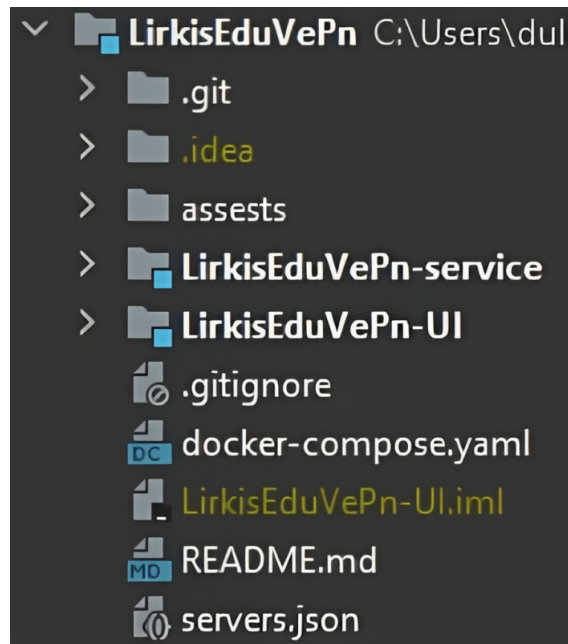 LirkisEduVePn C:\Users\dul
.git
.idea
assests
LirkisEduVePn-service
LirkisEduVePn-UI
.gitignore
DC docker-compose.yaml
LirkisEduVePn-UI.iml
MD README.md
servers.json